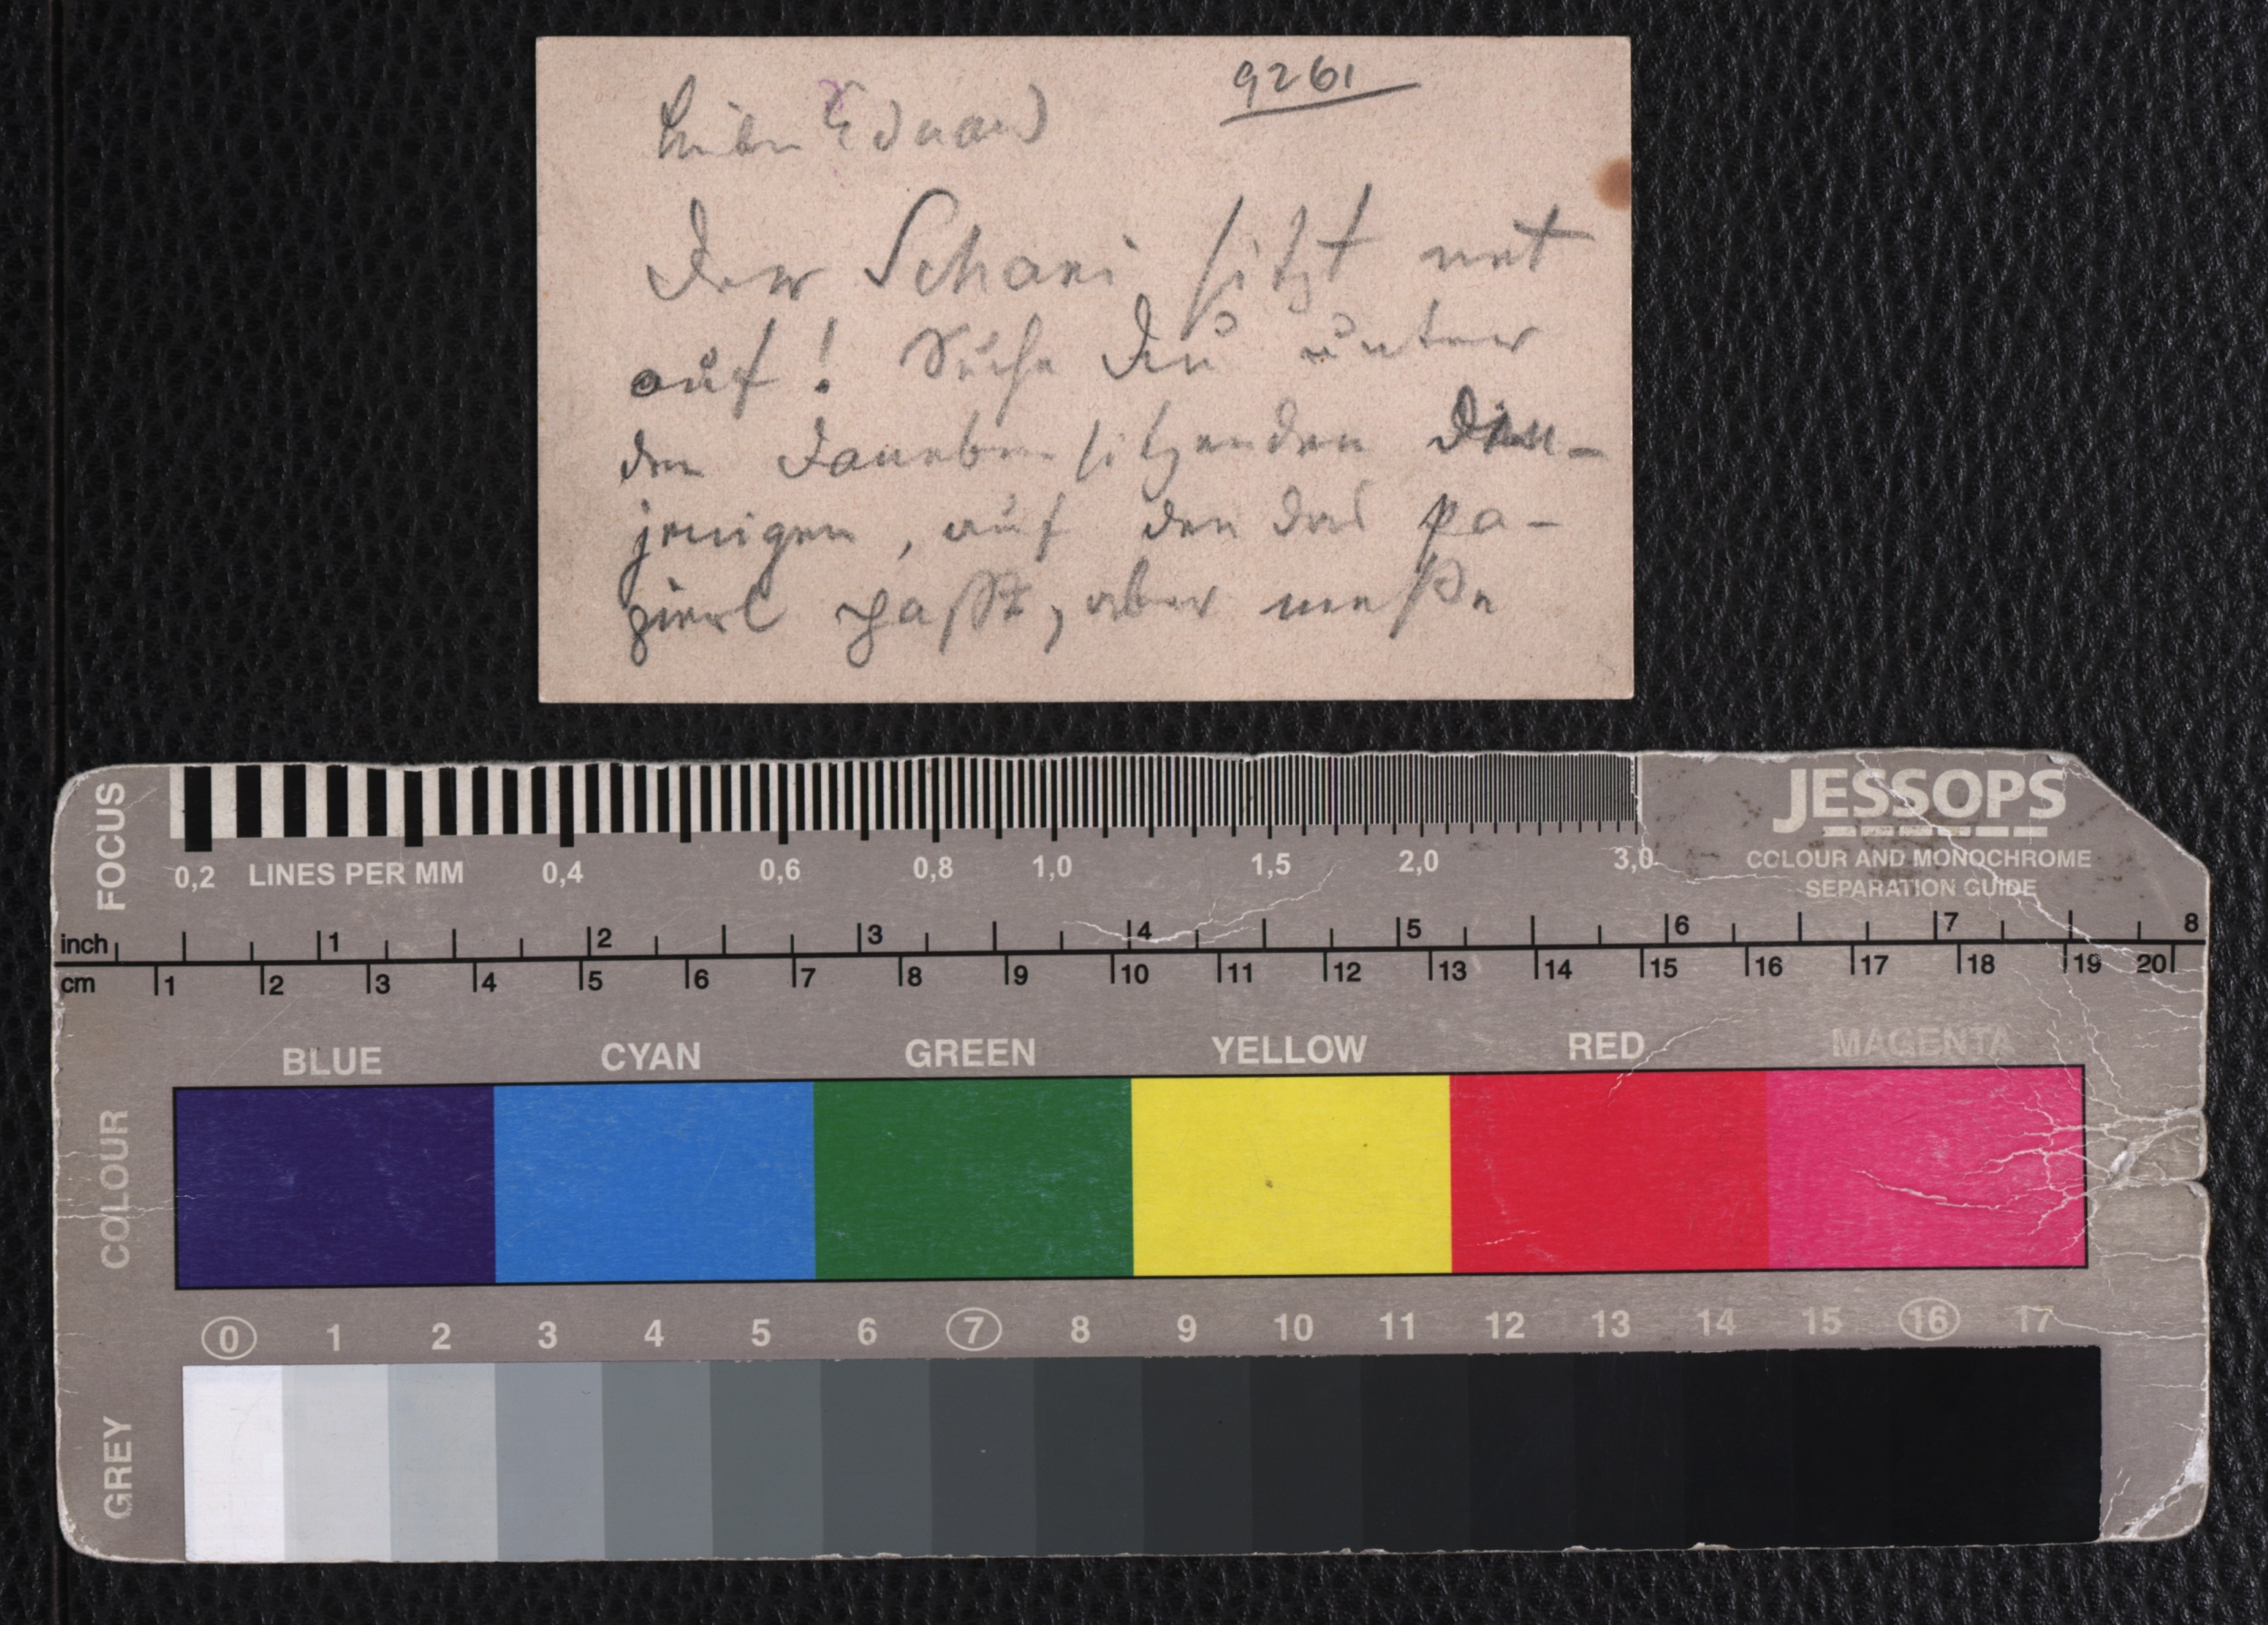 9261
Lieber Eduard
Der Schani sitzt net
auf! Suche Du unter
den danebensitzenden Den-
jenigen, auf den das Pa-
pierl passt, aber messe
FOCUS
JESSOPS
COLOUR AND MONOCHROME
SEPARATION GUIDE
0,2 LINES PER MM 0,4 0,6 0,8 1,0 1,5 2,0 3,0
inch 1 2 3 4 5 6 7 8
cm 1 2 3 4 5 6 7 8 9 10 11 12 13 14 15 16 17 18 19 20
BLUE CYAN GREEN YELLOW RED MAGENTA
COLOUR
0 1 2 3 4 5 6 7 8 9 10 11 12 13 14 15 16 17
GREY